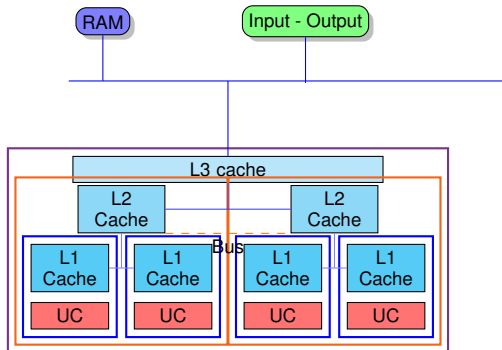 RAM
Input - Output
L3 cache
L2
Cache
L2
Cache
Bus
L1
Cache
L1
Cache
L1
Cache
L1
Cache
UC
UC
UC
UC